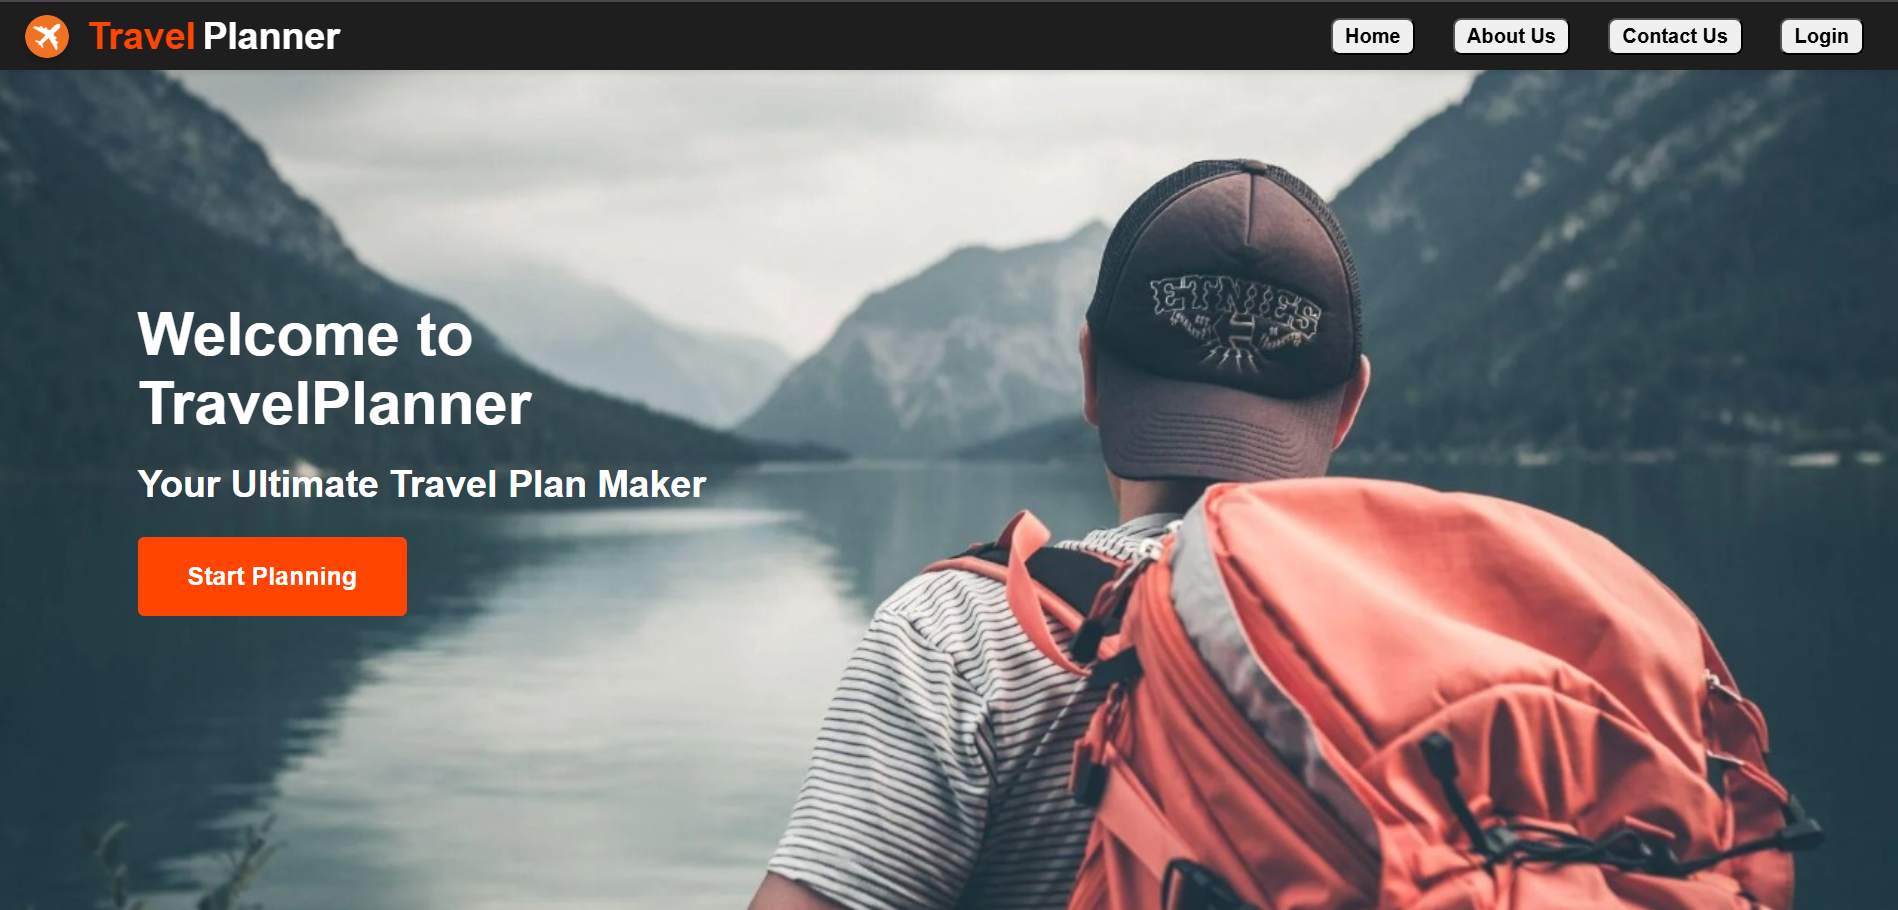 Travel Planner
Home
About Us
Contact Us
Login
ETNIES
Welcome to
TravelPlanner
Your Ultimate Travel Plan Maker
Start Planning